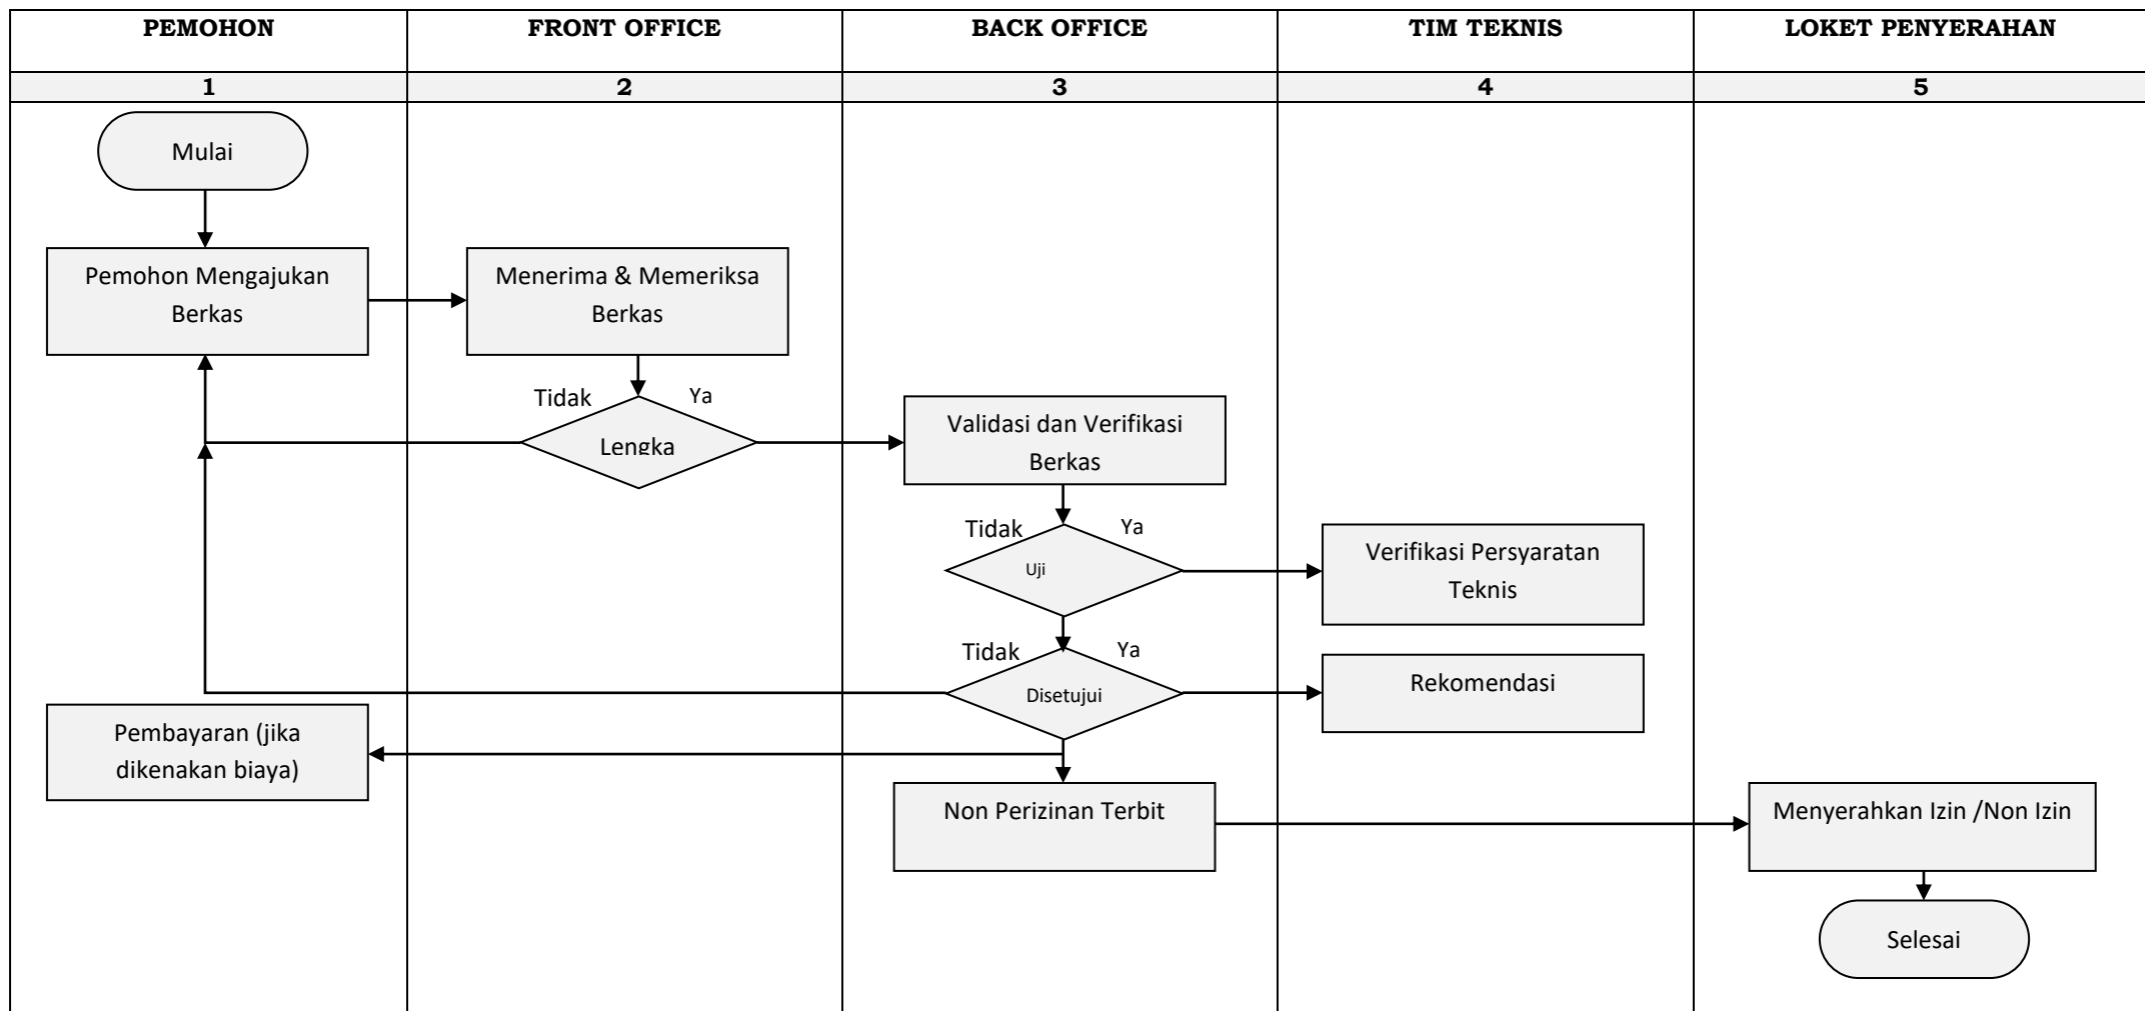 PEMOHON
FRONT OFFICE
BACK OFFICE
TIM TEKNIS
LOKET PENYERAHAN
1
2
3
4
5
Mulai
Pemohon Mengajukan
Berkas
Menerima & Memeriksa
Berkas
Tidak
Ya
Lengka
Validasi dan Verifikasi
Berkas
Tidak
Ya
Uji
Verifikasi Persyaratan
Teknis
Tidak
Ya
Disetujui
Rekomendasi
Pembayaran (jika
dikenakan biaya)
Non Perizinan Terbit
Menyerahkan Izin /Non Izin
Selesai